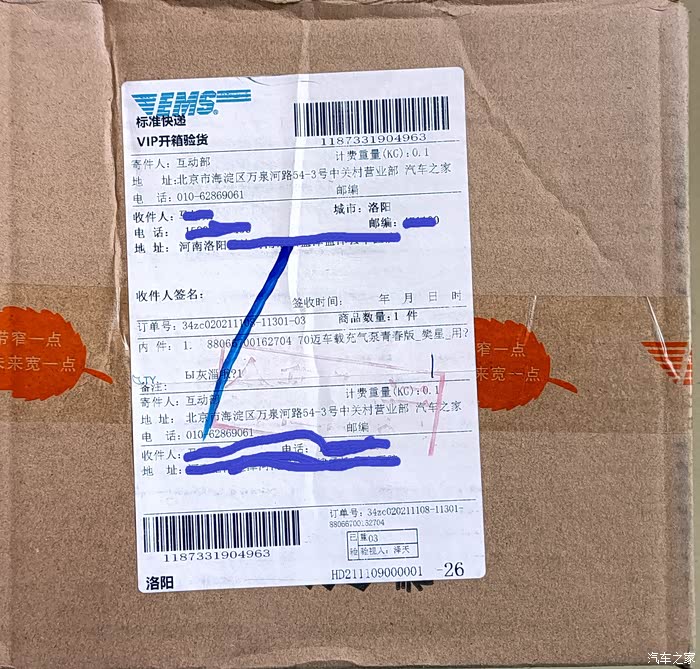 EMS
标准快递
VIP开箱验货
1187331904963
寄件人: 互动部 计费重量(KG):0.1
地 址:北京市海淀区万泉河路54-3号中关村营业部 汽车之家
电 话: 010-62869061 邮编
收件人: 城市: 洛阳
电 话: 邮编:
地 址: 河南洛阳
收件人签名:
签收时间: 年 月 日 时
订单号: 34zc020211108-11301-03 商品数量:1 件
内 件: 1. 88066700162704 70迈车载充气泵青春版_奖星_用?
备注:
寄件人: 互动部 计费重量(KG):0.1
地 址: 北京市海淀区万泉河路54-3号中关村营业部 汽车之家
电 话: 010-62869061 邮编
收件人: 电话:
地 址:
1187331904963
洛阳
订单号: 34zc020211108-11301-
88066700132704
HD211109000001 -26
带窄一点
未来宽一点
带窄一点
未来宽一点
汽车之家